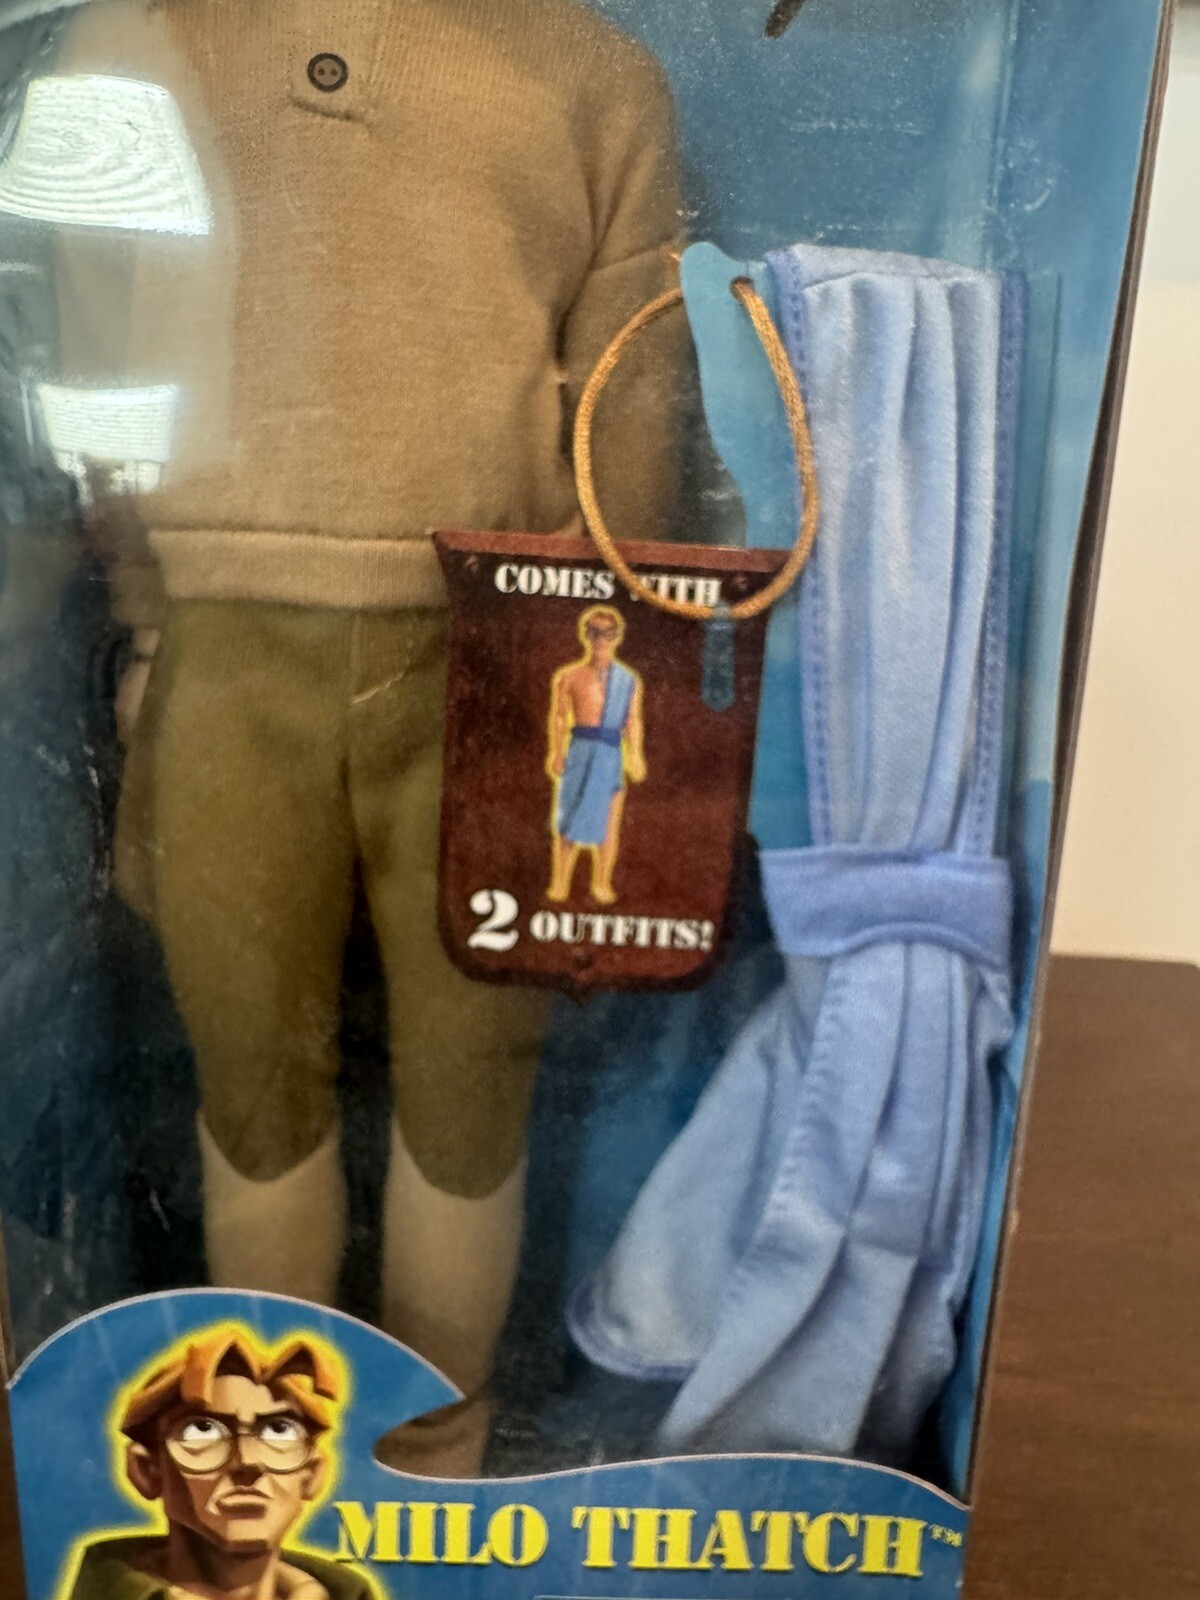 COMES WITH
2 OUTFITS!
MILO THATCH™